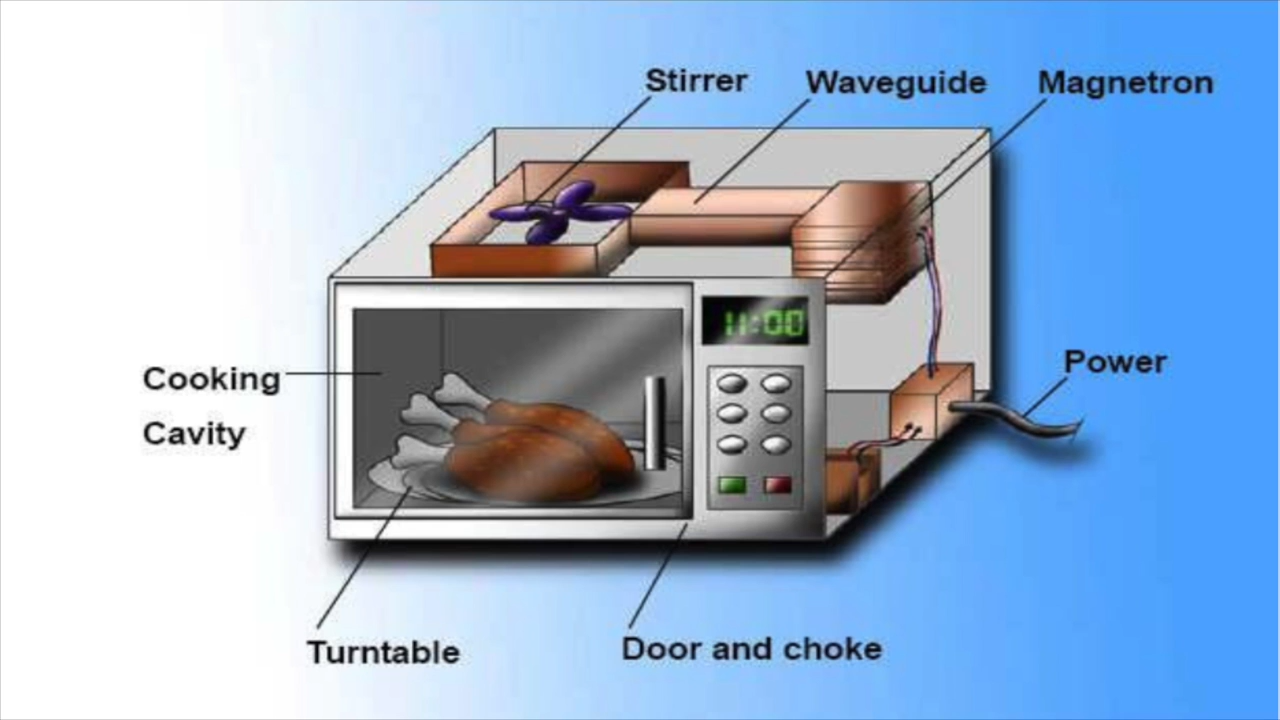 Stirrer
Waveguide
Magnetron
11:00
Power
Cooking
Cavity
Turntable
Door and choke